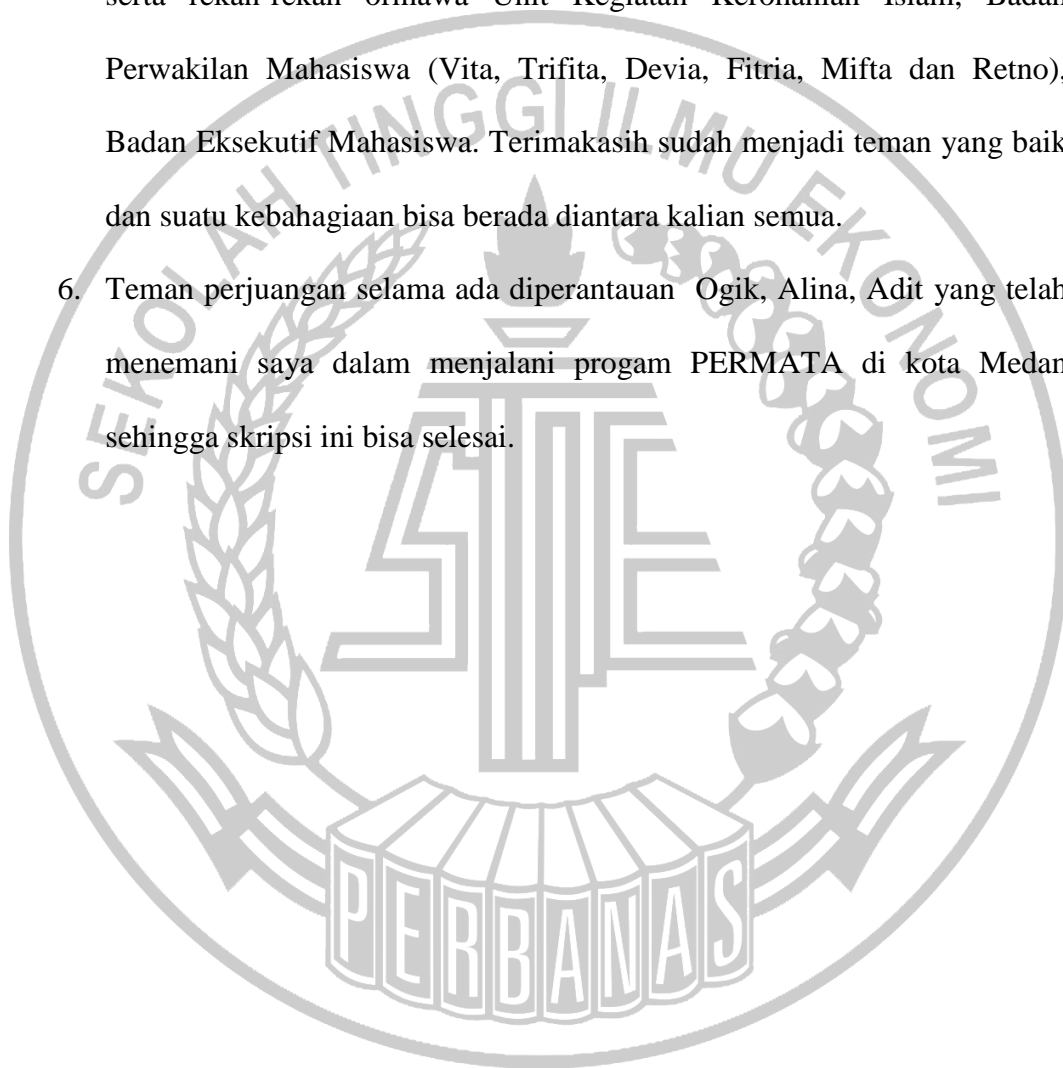 serta rekan-rekan ormawa Unit Kegiatan Kerohanian Islam, Badan
Perwakilan Mahasiswa (Vita, Trifita, Devia, Fitria, Mifta dan Retno),
Badan Eksekutif Mahasiswa. Terimakasih sudah menjadi teman yang baik
dan suatu kebahagiaan bisa berada diantara kalian semua.
6. Teman perjuangan selama ada diperantauan Ogik, Alina, Adit yang telah
menemani saya dalam menjalani progam PERMATA di kota Medan
sehingga skripsi ini bisa selesai.
SEKOLAH TINGGI ILMU EKONOMI
STIE
PERBANAS